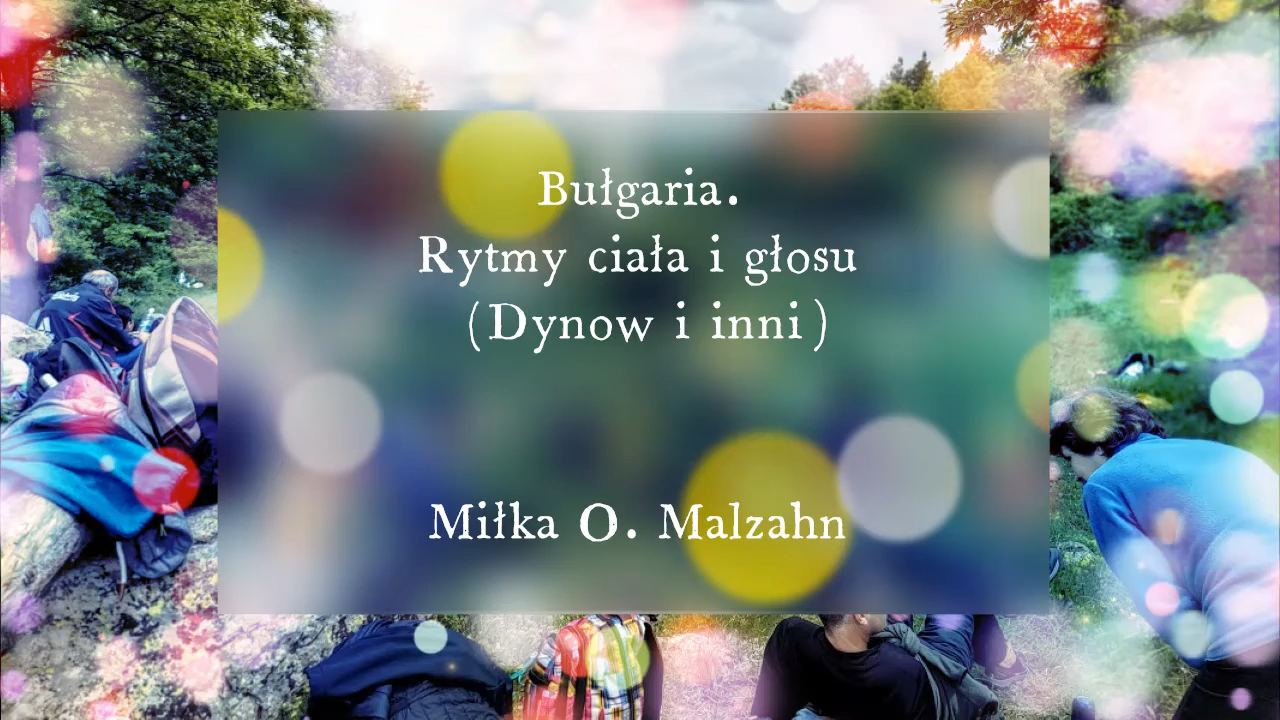 Bułgaria.
Rytmy ciała i głosu
(Dynow i inni)
Miłka O. Malzahn